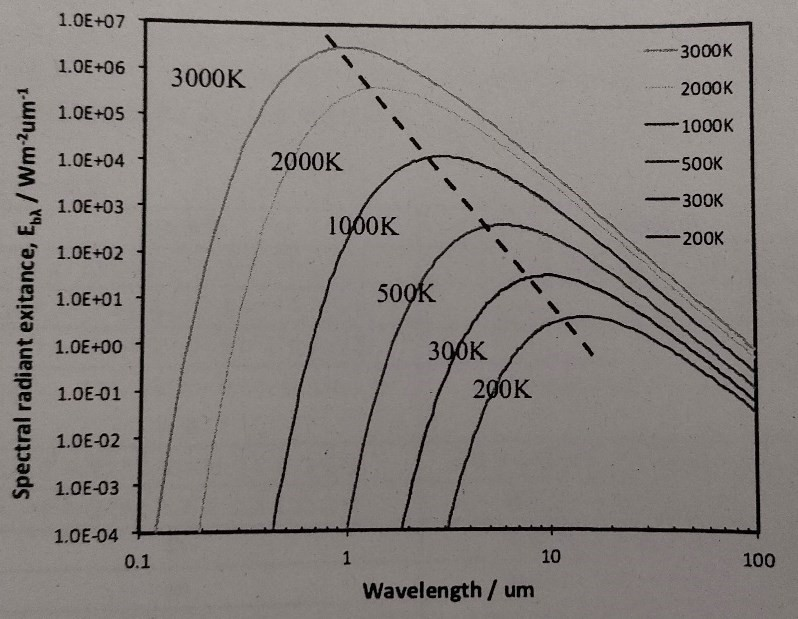 1.0E+07
1.0E+06
1.0E+05
1.0E+04
1.0E+03
1.0E+02
1.0E+01
1.0E+00
1.0E-01
1.0E-02
1.0E-03
1.0E-04
Spectral radiant exitance, E_bλ / Wm⁻²um⁻¹
3000K
2000K
1000K
500K
300K
200K
3000K
2000K
1000K
500K
300K
200K
0.1
1
10
100
Wavelength / um